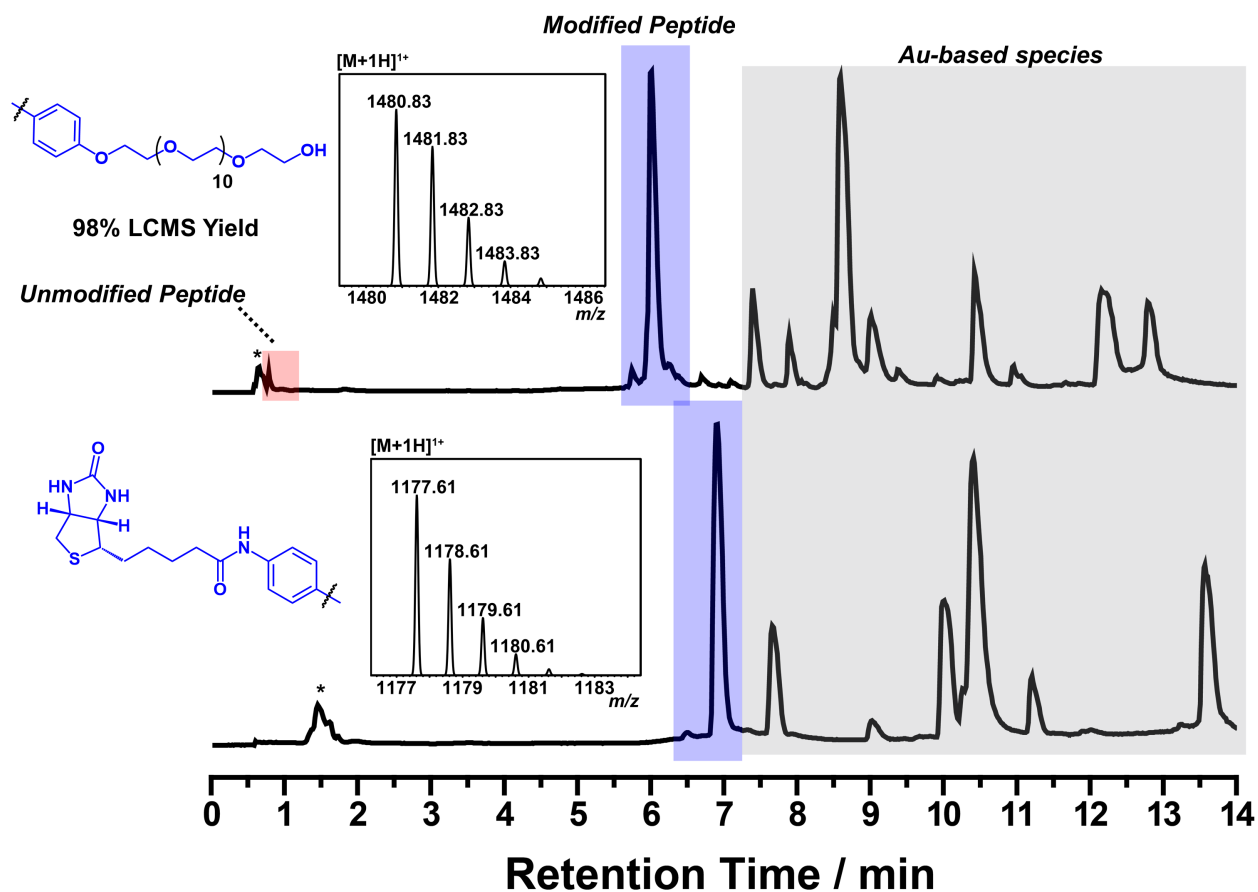 Modified Peptide
Au-based species
[M+1H]¹⁺
1480.83
1481.83
1482.83
1483.83
1480 1482 1484 1486
m/z
O
O
O
OH
10
98% LCMS Yield
Unmodified Peptide
*
[M+1H]¹⁺
1177.61
1178.61
1179.61
1180.61
1177 1179 1181 1183
m/z
O
HN
NH
H
H
S
H
N
O
*
0 1 2 3 4 5 6 7 8 9 10 11 12 13 14
Retention Time / min